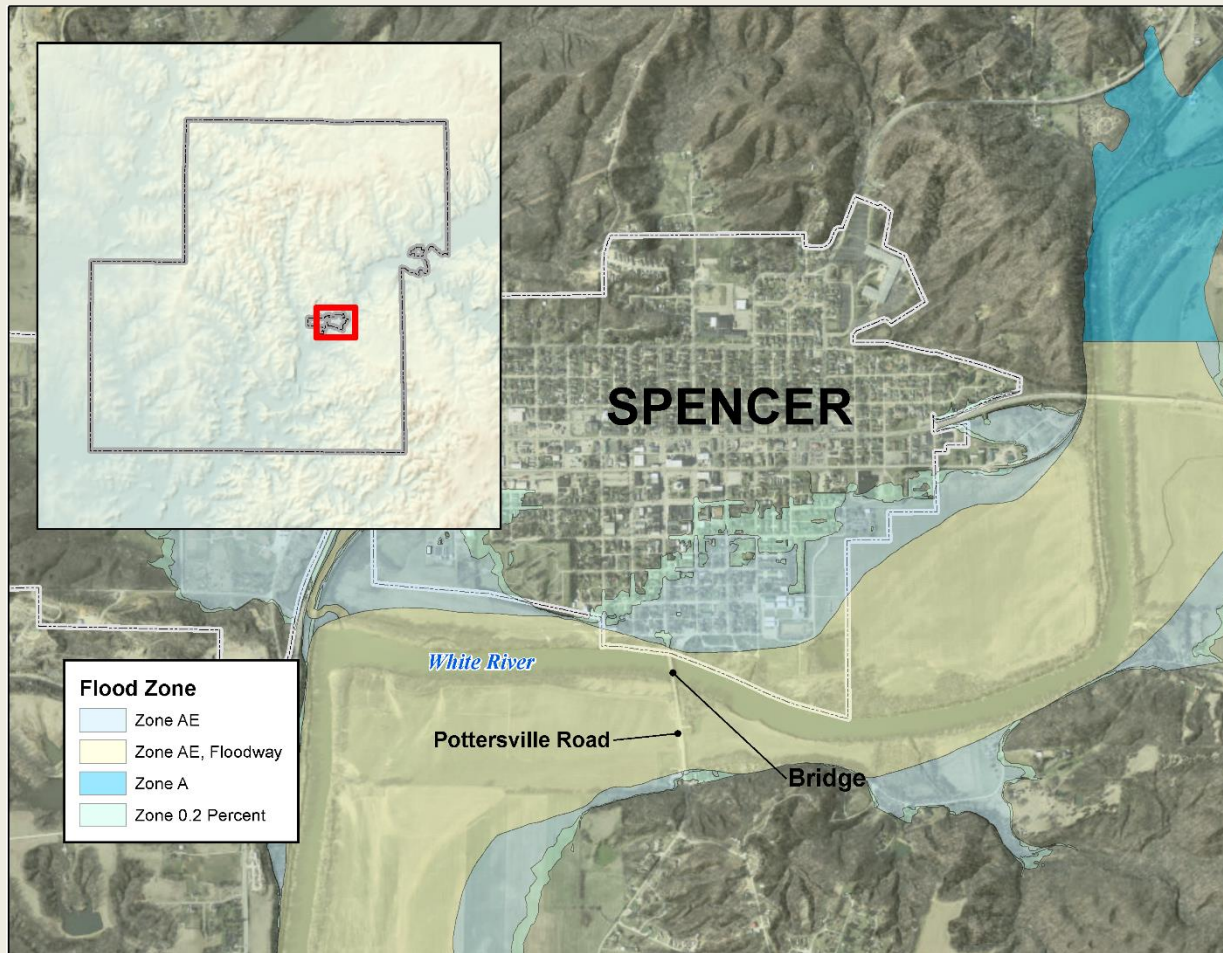 SPENCER
White River
Pottersville Road
Bridge
Flood Zone
Zone AE
Zone AE, Floodway
Zone A
Zone 0.2 Percent